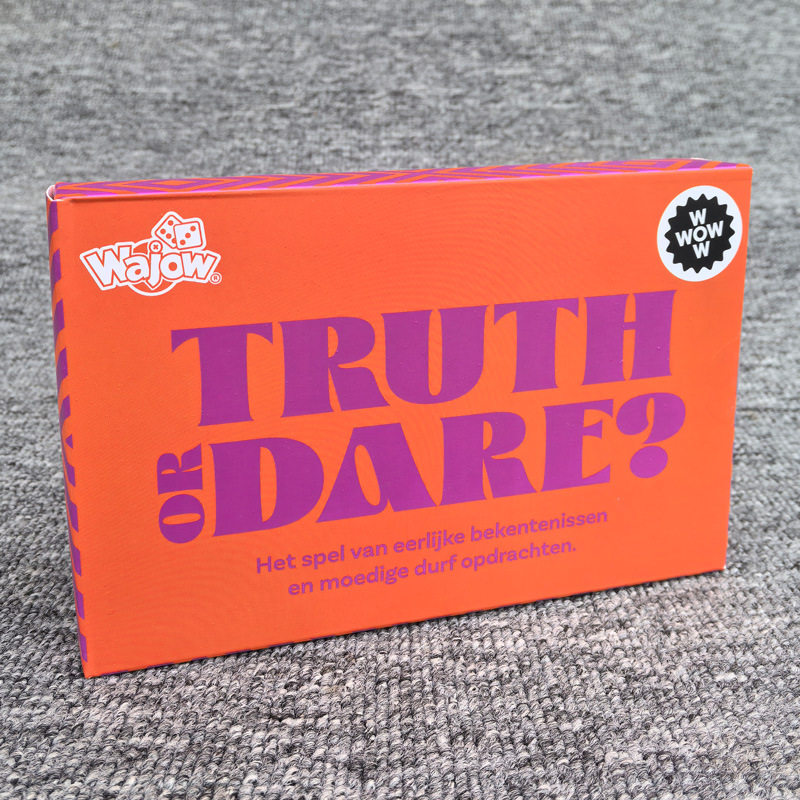 Wajow®
W
WOW
W
TRUTH
OR DARE?
Het spel van eerlijke bekentenissen
en moedige durf opdrachten.